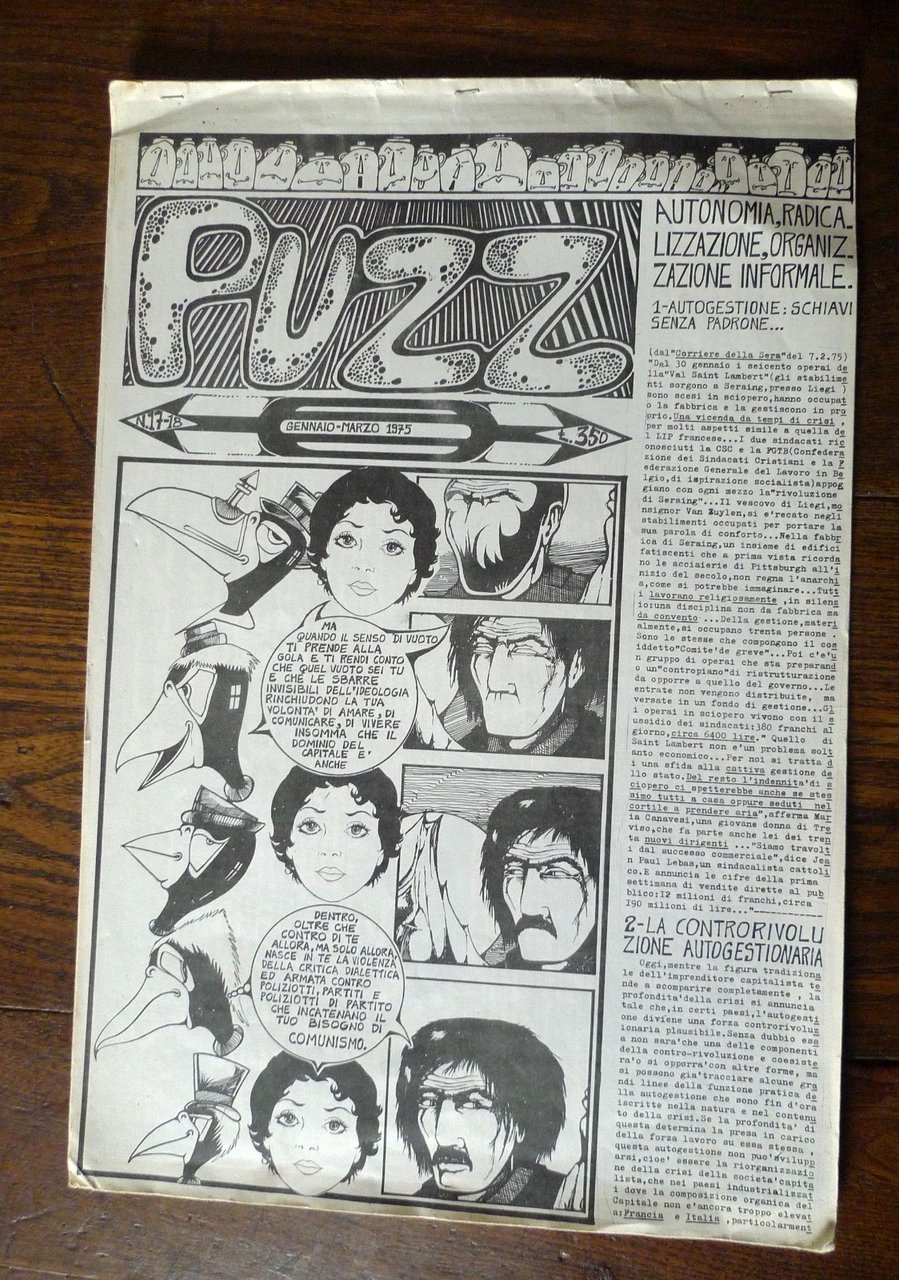 PUZZ
N. 17-18
GENNAIO-MARZO 1975
£. 350
MA
QUANDO IL SENSO DI VUOTO
TI PRENDE ALLA
GOLA E TI RENDI CONTO
CHE QUEL VUOTO SEI TU
E CHE LE SBARRE
INVISIBILI DELL'IDEOLOGIA
RINCHIUDONO LA TUA
VOLONTA' DI AMARE, DI
COMUNICARE, DI VIVERE
INSOMMA CHE IL
DOMINIO DEL
CAPITALE E'
ANCHE
DENTRO,
OLTRE CHE
CONTRO DI TE
ALLORA, MA SOLO ALLORA,
NASCE IN TE LA VIOLENZA
DELLA CRITICA DIALETTICA
ED ARMATA CONTRO
POLIZIOTTI, PARTITI E
POLIZIOTTI DI PARTITO
CHE INCATENANO IL
TUO BISOGNO DI
COMUNISMO.
AUTONOMIA,RADICA_
LIZZAZIONE,ORGANIZ_
ZAZIONE INFORMALE.
1-AUTOGESTIONE: SCHIAVI
SENZA PADRONE...
(dal"Corriere della Sera"del 7.2.75)
"Dal 30 gennaio i seicento operai de
lla"Val Saint Lambert"(gli stabilime
nti sorgono a Seraing,presso Liegi )
sono scesi in sciopero,hanno occupat
o la fabbrica e la gestiscono in pro
prio.Una vicenda da tempi di crisi ,
per molti aspetti simile a quella de
l LIP francese...I due sindacati ric
onosciuti la CSC e la FGTB(Confedera
zione dei Sindacati Cristiani e la F
ederazione Generale del Lavoro in Be
lgio,di ispirazione socialista)appog
giano con ogni mezzo la"rivoluzione
di Seraing"...Il vescovo di Liegi,mo
nsignor Van Zuylen,si e'recato negli
stabilimenti occupati per portare la
sua parola di conforto...Nella fabbr
ica di Seraing,un insieme di edifici
fatiscenti che a prima vista ricorda
no le acciaierie di Pittsburgh all'i
nizio del secolo,non regna l'anarchi
a,come si potrebbe immaginare...Tutt
i lavorano religiosamente ,in silenz
io:una disciplina non da fabbrica ma
da convento ...Della gestione,materi
almente,si occupano trenta persone .
Sono le stesse che compongono il cos
iddetto"Comite'de greve"...Poi c'e'u
n gruppo di operai che sta preparand
o un"contropiano"di ristrutturazione
da opporre a quello del governo...Le
entrate non vengono distribuite, ma
versate in un fondo di gestione...Gl
i operai in sciopero vivono con il s
ussidio dei sindacati:380 franchi al
giorno,circa 6400 lire." Quello di
Saint Lambert non e'un problema solt
anto economico...Per noi si tratta d
i una sfida alla cattiva gestione de
llo stato.Del resto l'indennita'di s
ciopero ci spetterebbe anche se stes
simo tutti a casa oppure seduti nel
cortile a prendere aria",afferma Mar
ia Canavesi,una giovane donna di Tre
viso,che fa parte anche lei dei tren
ta nuovi dirigenti ..."Siamo travolt
i dal successo commerciale",dice Jea
n Paul Lebas,un sindacalista cattoli
co.E annuncia le cifre della prima
settimana di vendite dirette al pub
blico:12 milioni di franchi,circa
190 milioni di lire..."------------
2-LA CONTRORIVOLU
ZIONE AUTOGESTIONARIA
Oggi,mentre la figura tradiziona
le dell'imprenditore capitalista te
nde a scomparire completamente , la
profondita'della crisi si annuncia
tale che,in certi paesi,l'autogesti
one diviene una forza controrivoluz
ionaria plausibile.Senza dubbio ess
a non sara'che una delle componenti
della contro-rivoluzione e coesiste
ra'o si opporra'con altre forme, ma
si possono gia'tracciare alcune gra
ndi linee della funzione pratica de
lla autogestione che sono fin d'ora
iscritte nella natura e nel contenu
to della crisi.Se la profondita' di
questa determina la presa in carico
della forza lavoro su essa stessa ,
questa autogestione non puo'svilupp
arsi,cioe' essere la riorganizzazio
ne della crisi della societa'capita
lista,che nei paesi industrializzat
i dove la composizione organica del
Capitale non e'ancora troppo elevat
a:Francia e Italia ,particolarment